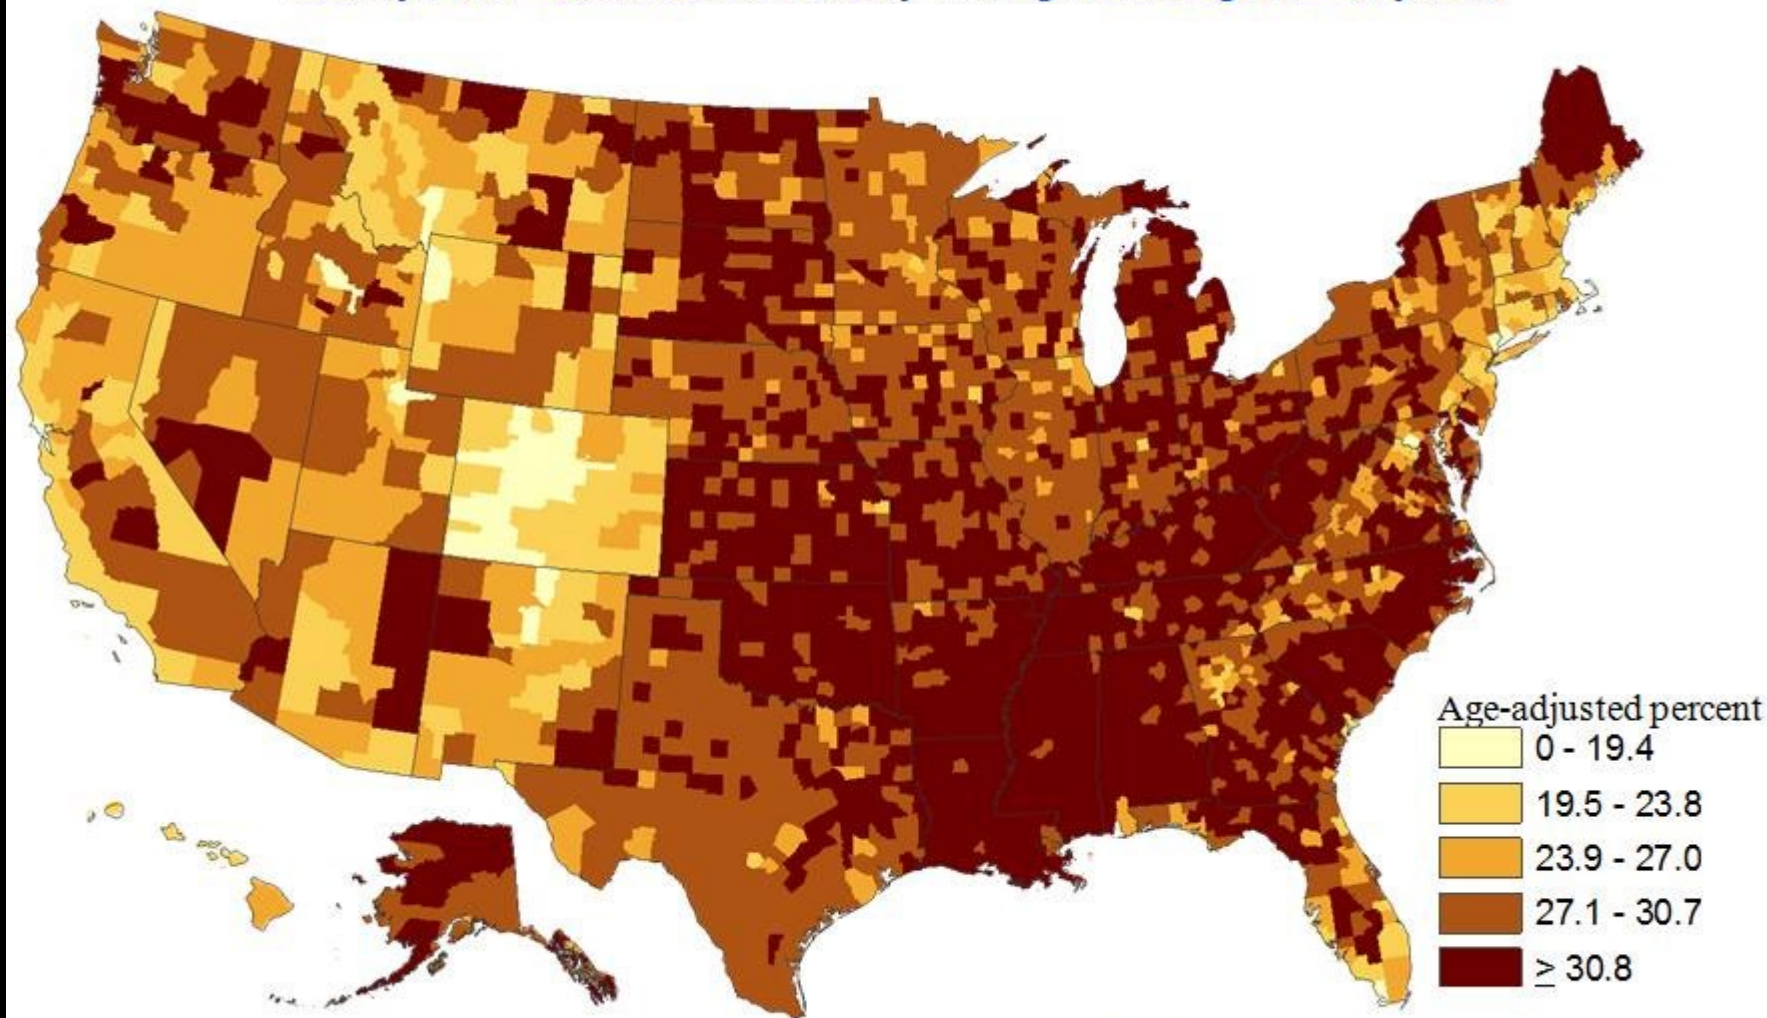 Age-adjusted percent
0 - 19.4
19.5 - 23.8
23.9 - 27.0
27.1 - 30.7
≥ 30.8